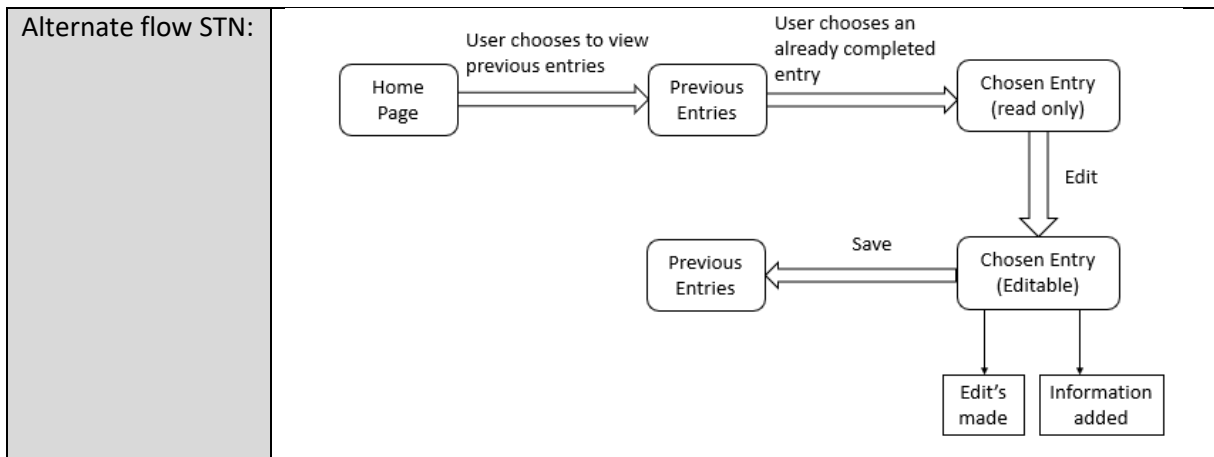 Alternate flow STN:
User chooses to view
previous entries
User chooses an
already completed
entry
Home
Page
Previous
Entries
Chosen Entry
(read only)
Edit
Save
Previous
Entries
Chosen Entry
(Editable)
Edit's
made
Information
added